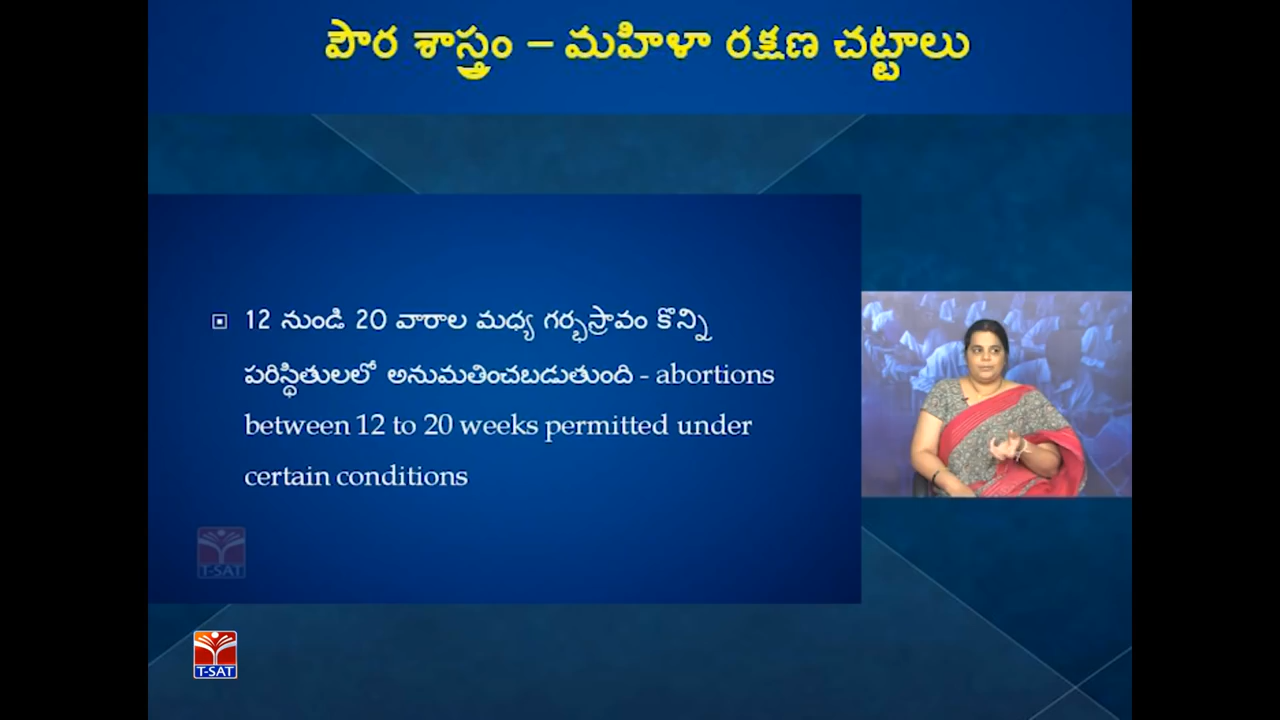 పౌర శాస్త్రం – మహిళా రక్షణ చట్టాలు
12 నుండి 20 వారాల మధ్య గర్భస్రావం కొన్ని
పరిస్థితులలో అనుమతించబడుతుంది - abortions
between 12 to 20 weeks permitted under
certain conditions
T-SAT
T-SAT